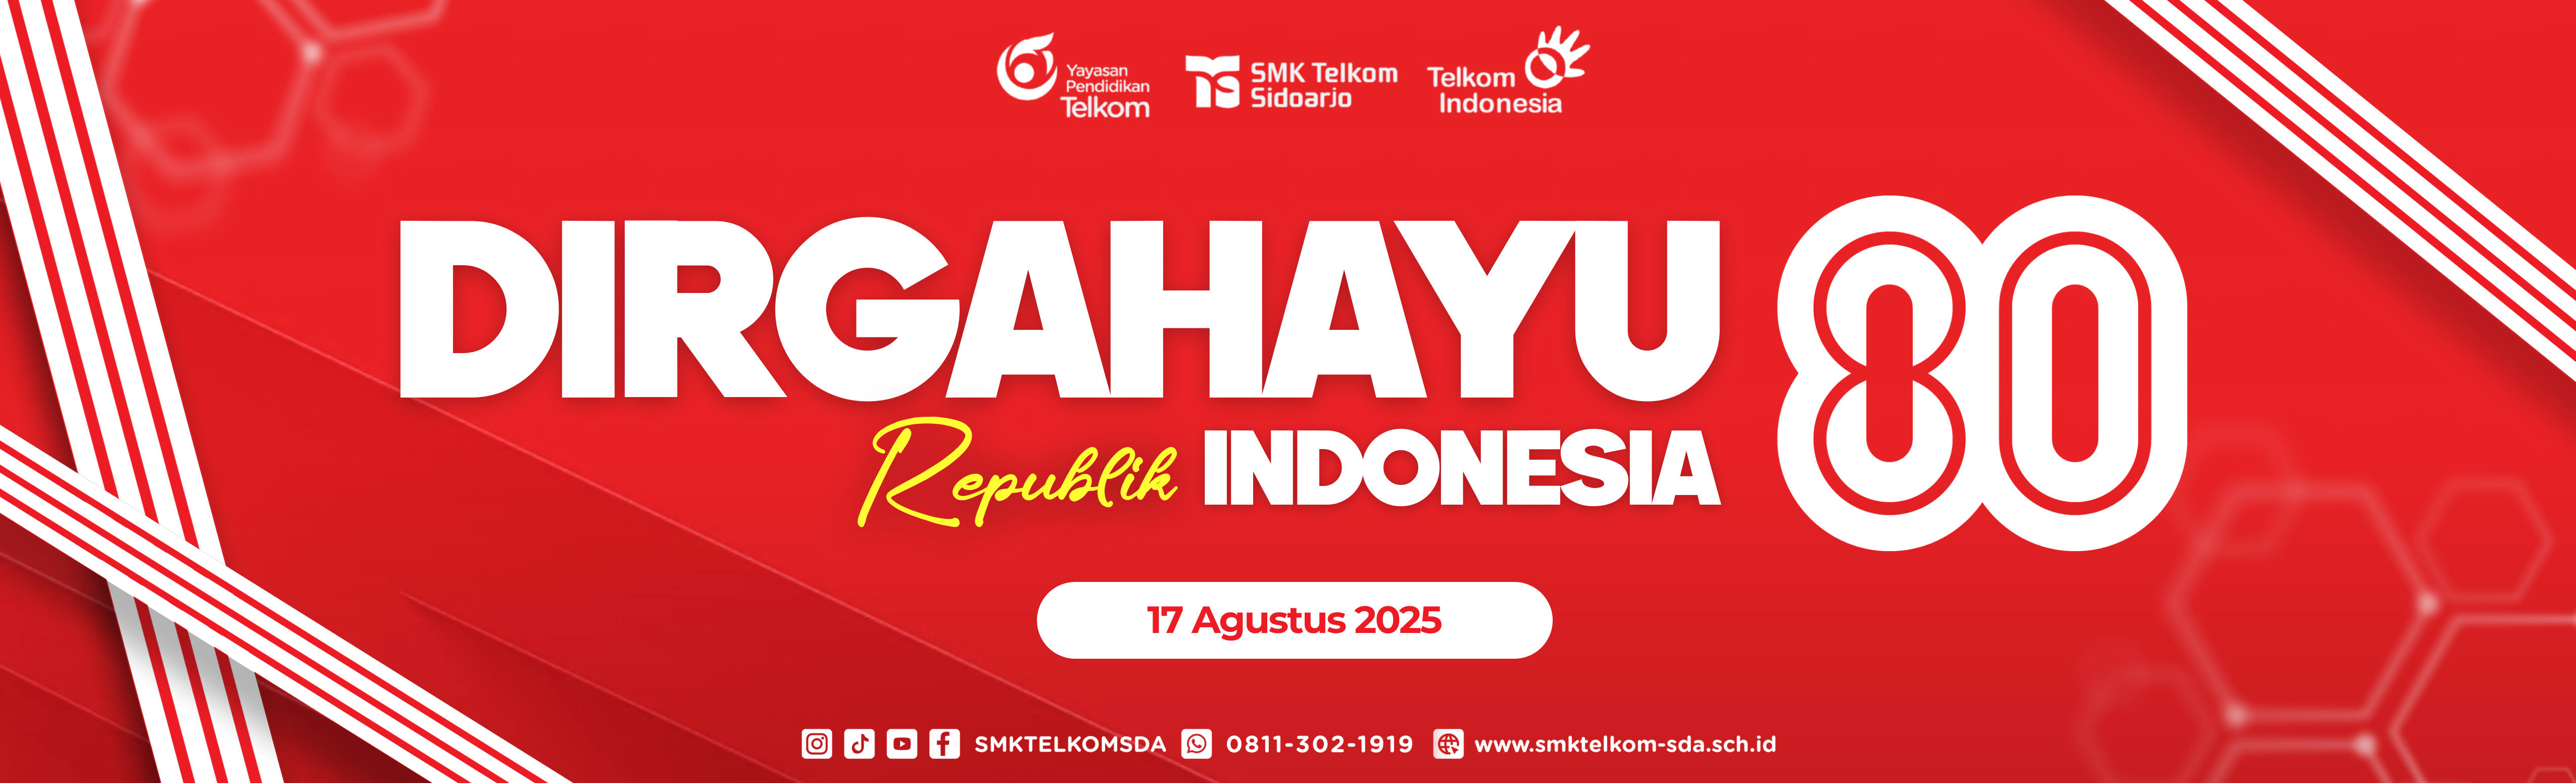 Yayasan
Pendidikan
Telkom
SMK Telkom
Sidoarjo
Telkom
Indonesia
DIRGAHAYU 80
Republik INDONESIA
17 Agustus 2025
SMKTELKOMSDA 0811-302-1919 www.smktelkom-sda.sch.id